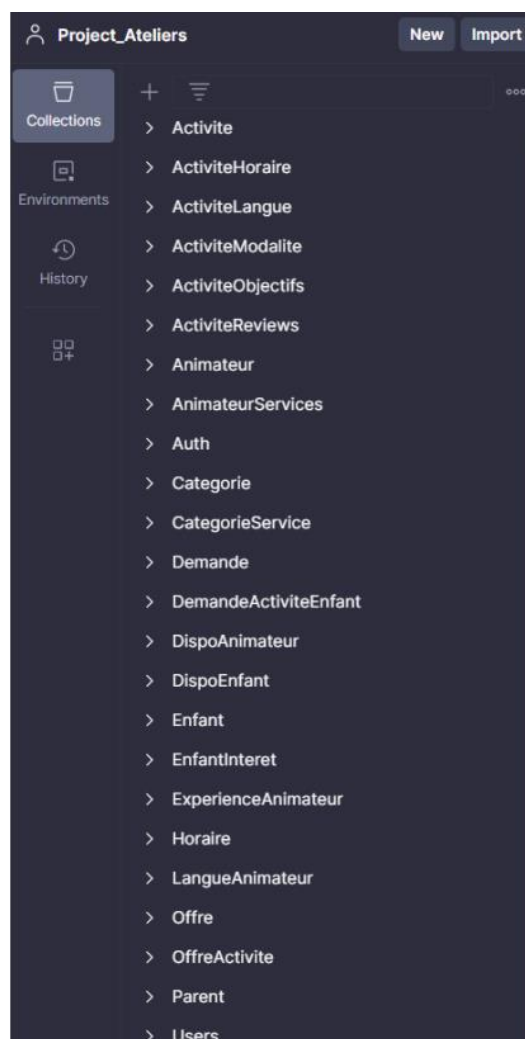 Project_Ateliers
New
Import
Collections
Environments
History
Activite
ActiviteHoraire
ActiviteLangue
ActiviteModalite
ActiviteObjectifs
ActiviteReviews
Animateur
AnimateurServices
Auth
Categorie
CategorieService
Demande
DemandeActiviteEnfant
DispoAnimateur
DispoEnfant
Enfant
EnfantInteret
ExperienceAnimateur
Horaire
LangueAnimateur
Offre
OffreActivite
Parent
Users